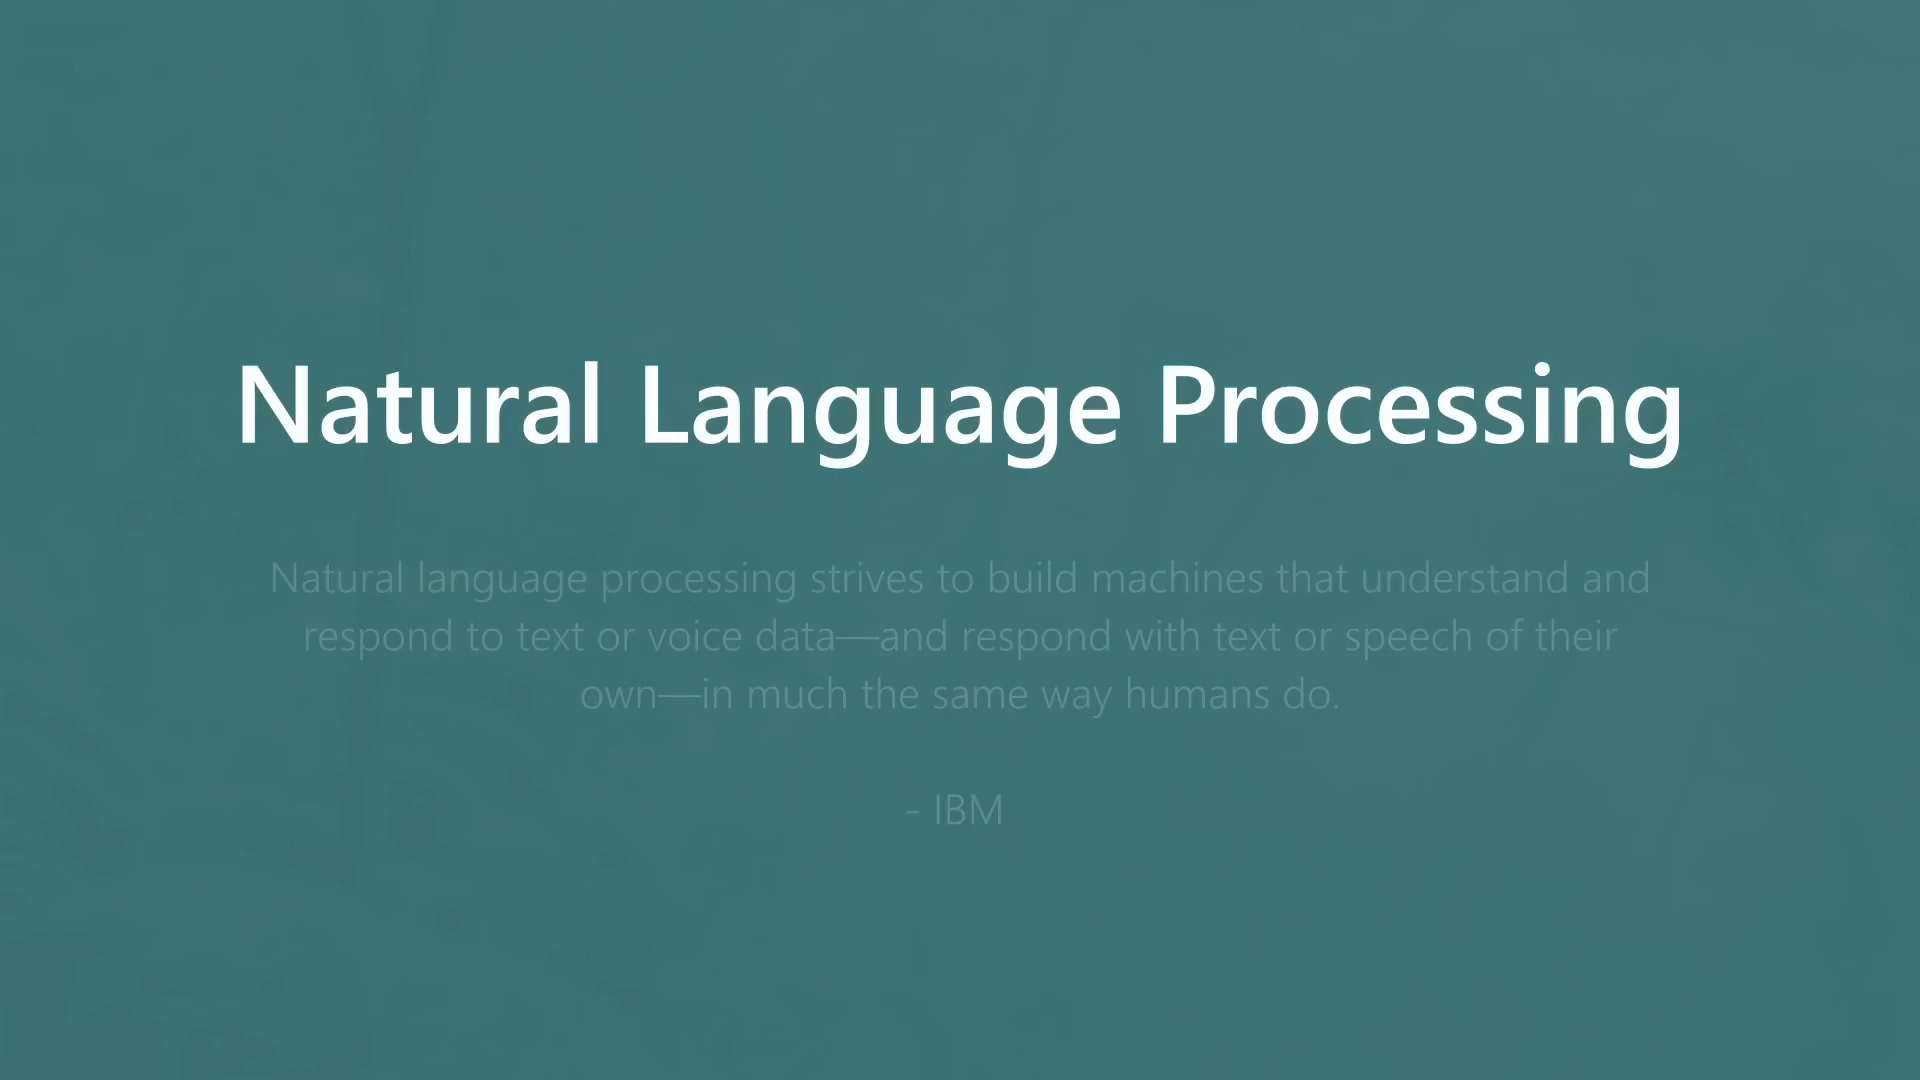 Natural Language Processing
Natural language processing strives to build machines that understand and
respond to text or voice data—and respond with text or speech of their
own—in much the same way humans do.
- IBM